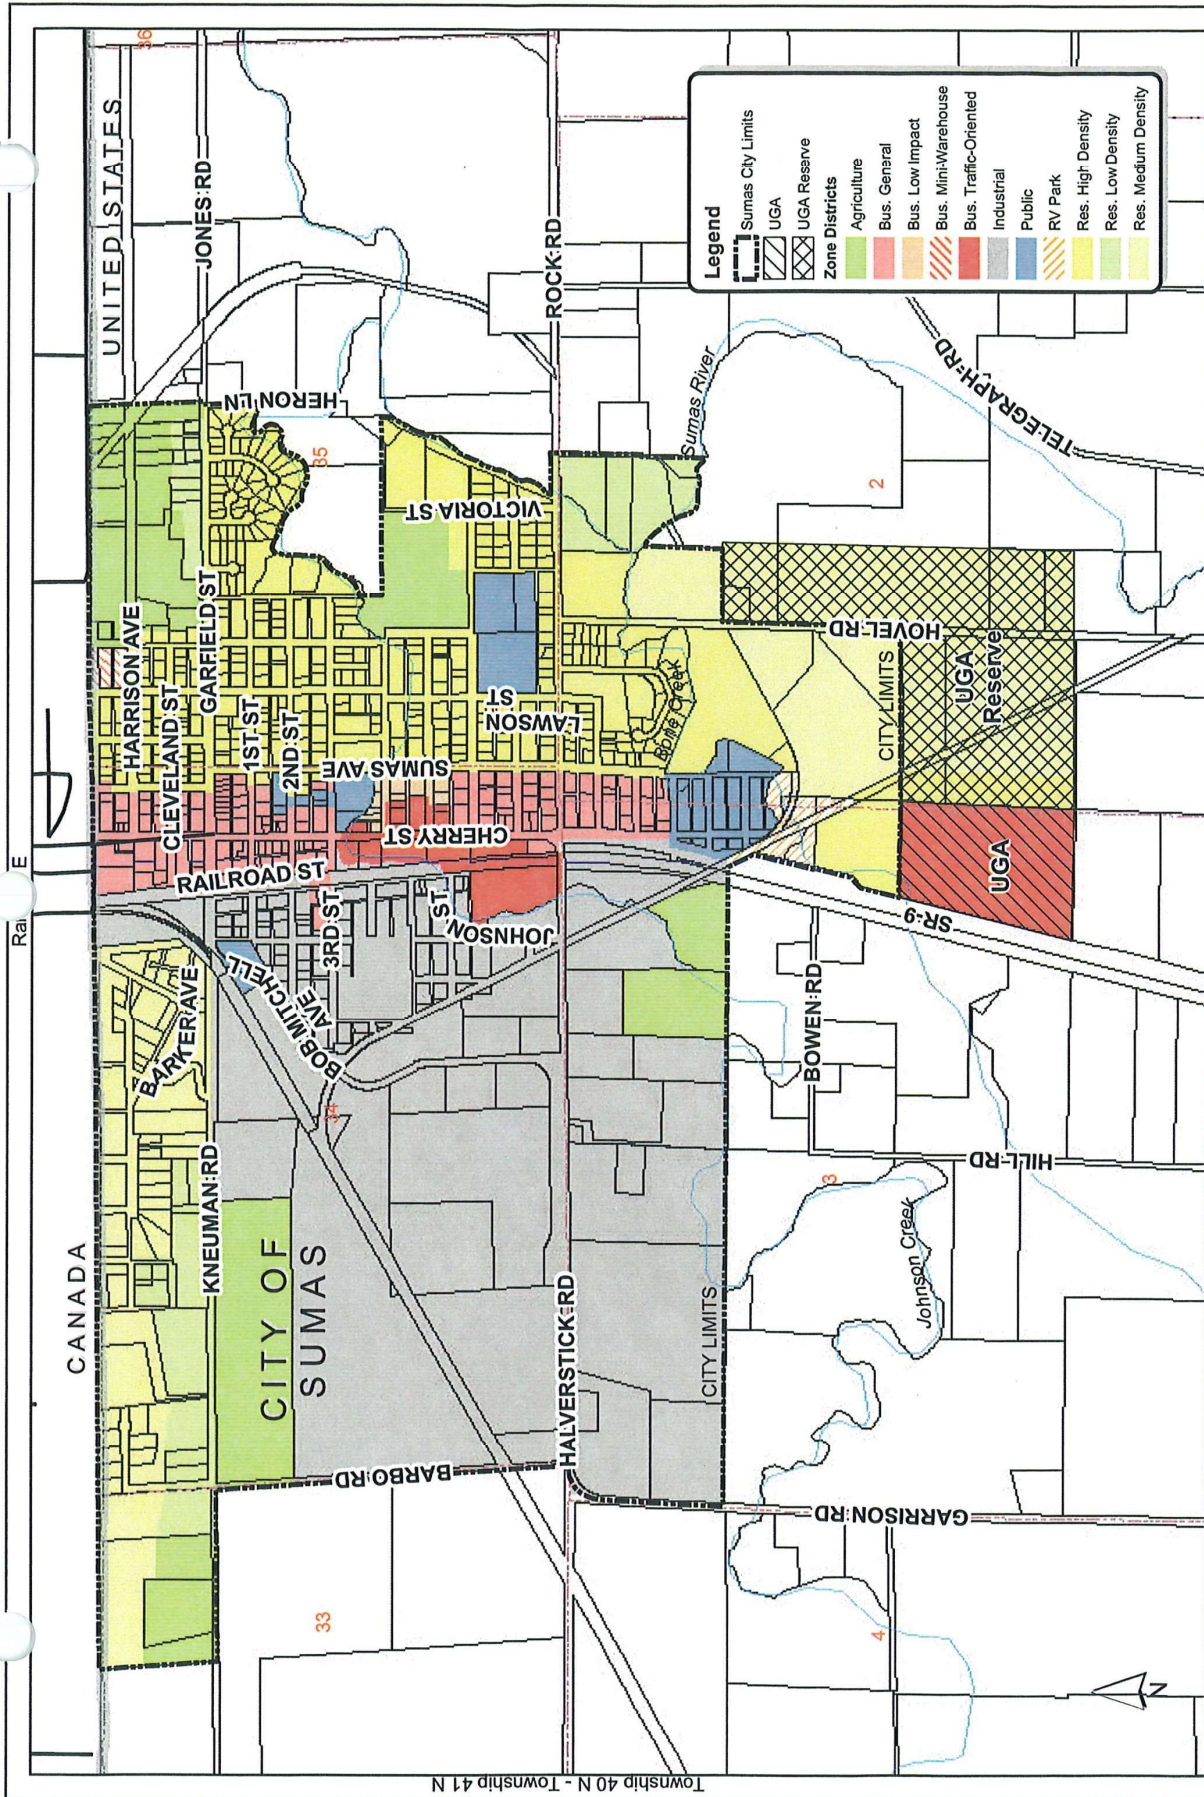 Township 40 N - Township 41 N
CANADA
UNITED STATES
36
JONES RD
HERON LN
35
HARRISON AVE
CLEVELAND ST
GARFIELD ST
1ST ST
2ND ST
SUMAS AVE
CHERRY ST
RAILROAD ST
3RD ST
JOHNSON ST
BARKER AVE
BOB MITCHELL
AVE
34
KNEUMAN RD
CITY OF
SUMAS
BARBO RD
33
VICTORIA ST
LAWSON
ST
ROCK RD
HALVERSTICK RD
CITY LIMITS
GARRISON RD
4
Johnson Creek
3
HILL RD
BOWEN RD
SR-9
UGA
UGA
Reserve
CITY LIMITS
HOVEL RD
Bone Creek
Sumas River
2
TELEGRAPH RD
N
Legend
Sumas City Limits
UGA
UGA Reserve
Zone Districts
Agriculture
Bus. General
Bus. Low Impact
Bus. Mini-Warehouse
Bus. Traffic-Oriented
Industrial
Public
RV Park
Res. High Density
Res. Low Density
Res. Medium Density